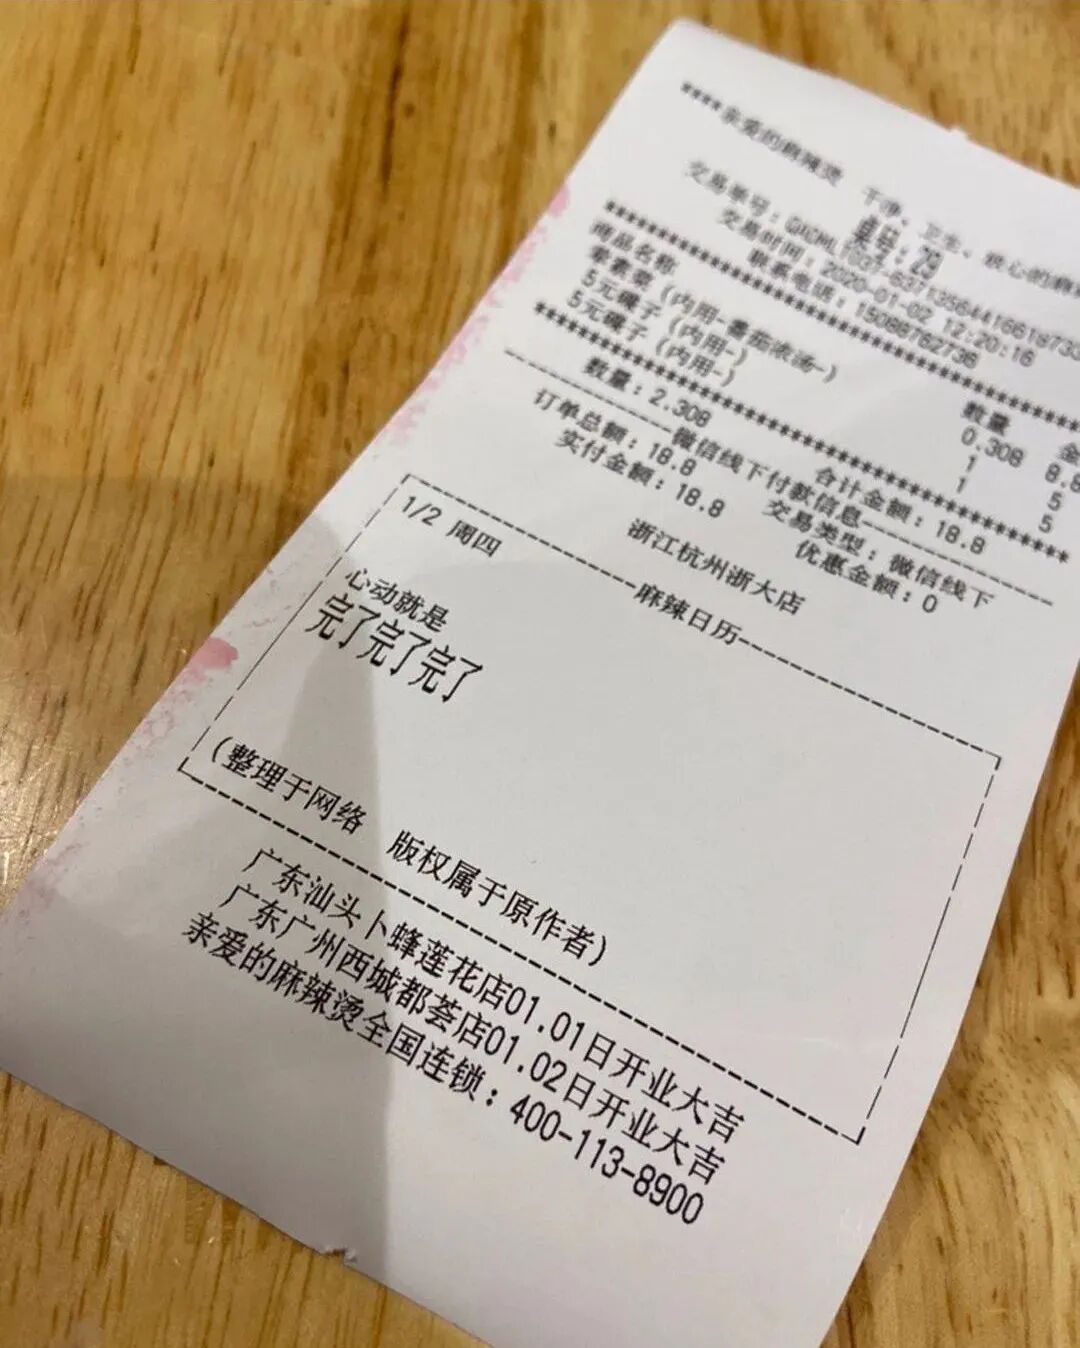 ****亲爱的麻辣烫 干净、卫生、良心的麻
桌号：29
交易单号：
交易时间：2020-01-02 12:20:16
联系电话：15088762736
商品名称 数量 金
荤素菜（内用-番茄浓汤-） 0.308 8.8
5元碟子（内用-） 1 5
5元碟子（内用-） 1 5
数量：2.308 合计金额：18.8
微信线下付款信息
订单总额：18.8 交易类型：微信线下
实付金额：18.8 优惠金额：0
浙江杭州浙大店
麻辣日历
1/2 周四
心动就是
完了完了完了
（整理于网络 版权属于原作者）
广东汕头卜蜂莲花店01.01日开业大吉
广东广州西城都荟店01.02日开业大吉
亲爱的麻辣烫全国连锁：400-113-8900